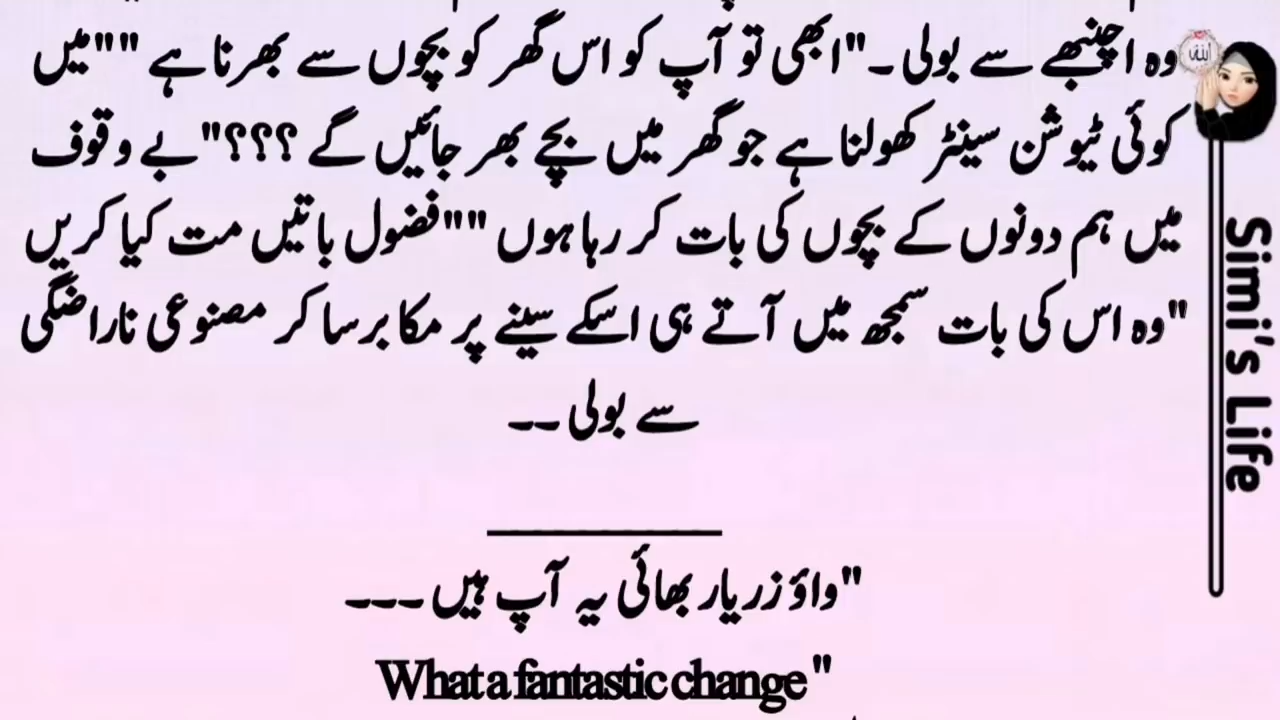 وہ اچنبھے سے بولی۔"ابھی تو آپ کو اس گھر کو بچوں سے بھرنا ہے ""میں
کوئی ٹیوشن سینٹر کھولنا ہے جو گھر میں بچے بھر جائیں گے ؟؟؟"بے وقوف
میں ہم دونوں کے بچوں کی بات کر رہا ہوں ""فضول باتیں مت کیا کریں
"وہ اس کی بات سمجھ میں آتے ہی اسکے سینے پر مکا برسا کر مصنوعی ناراضگی
سے بولی ۔۔
"واؤ زریار بھائی یہ آپ ہیں ۔۔۔
What a fantastic change "
Simi's Life
الله